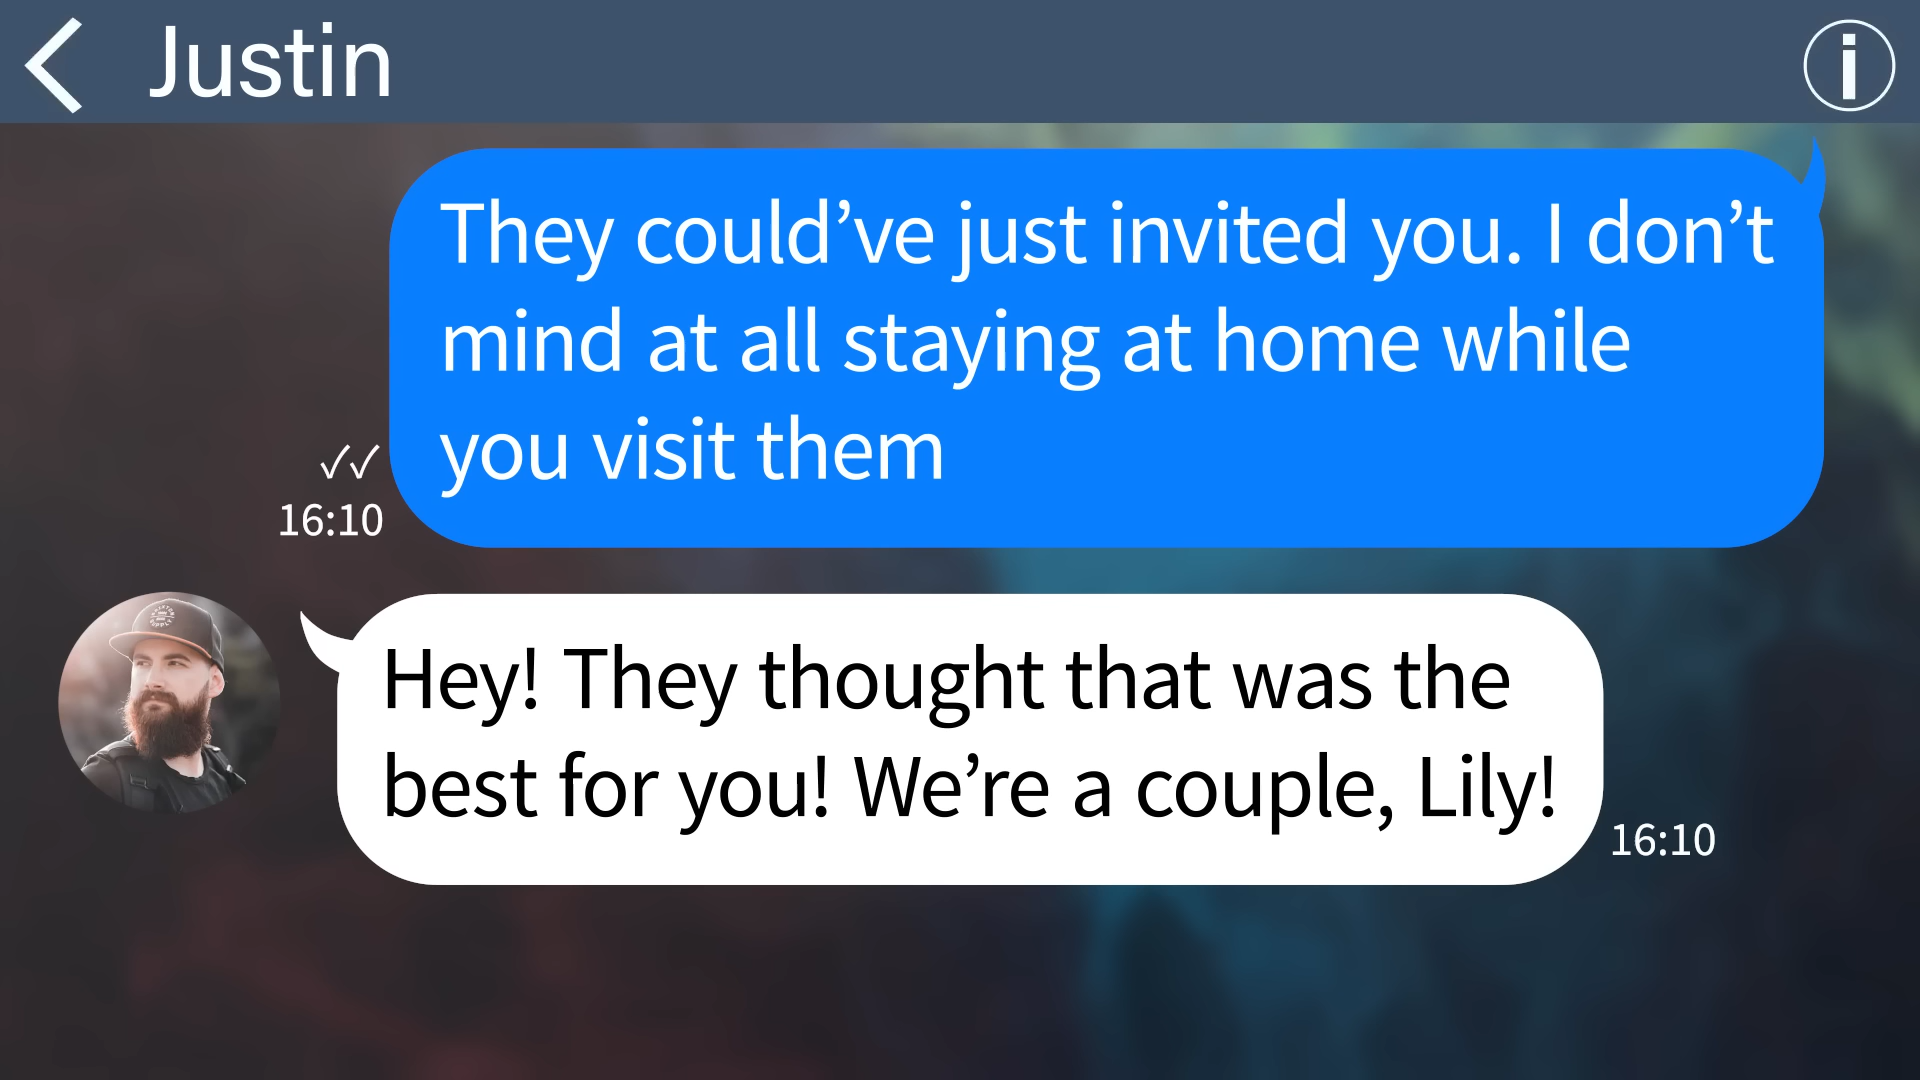 Justin
They could’ve just invited you. I don’t
mind at all staying at home while
you visit them
16:10
Hey! They thought that was the
best for you! We’re a couple, Lily!
16:10